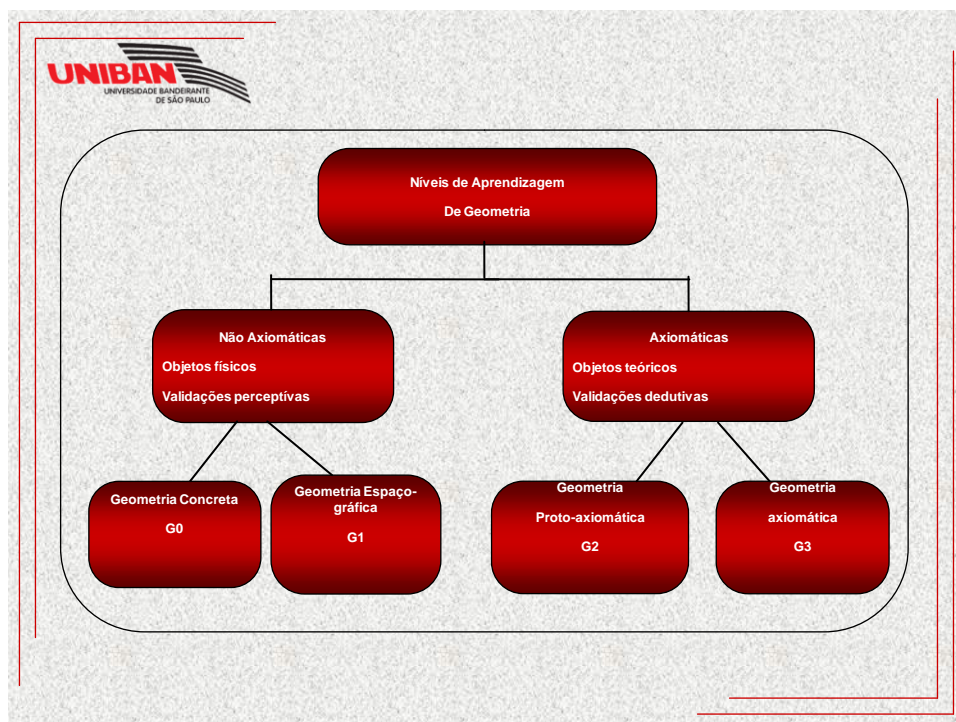 UNIBAN
UNIVERSIDADE BANDEIRANTE
DE SÃO PAULO
Níveis de Aprendizagem
De Geometria
Não Axiomáticas
Objetos físicos
Validações perceptívas
Axiomáticas
Objetos teóricos
Validações dedutivas
Geometria Concreta
G0
Geometria Espaço-
gráfica
G1
Geometria
Proto-axiomática
G2
Geometria
axiomática
G3